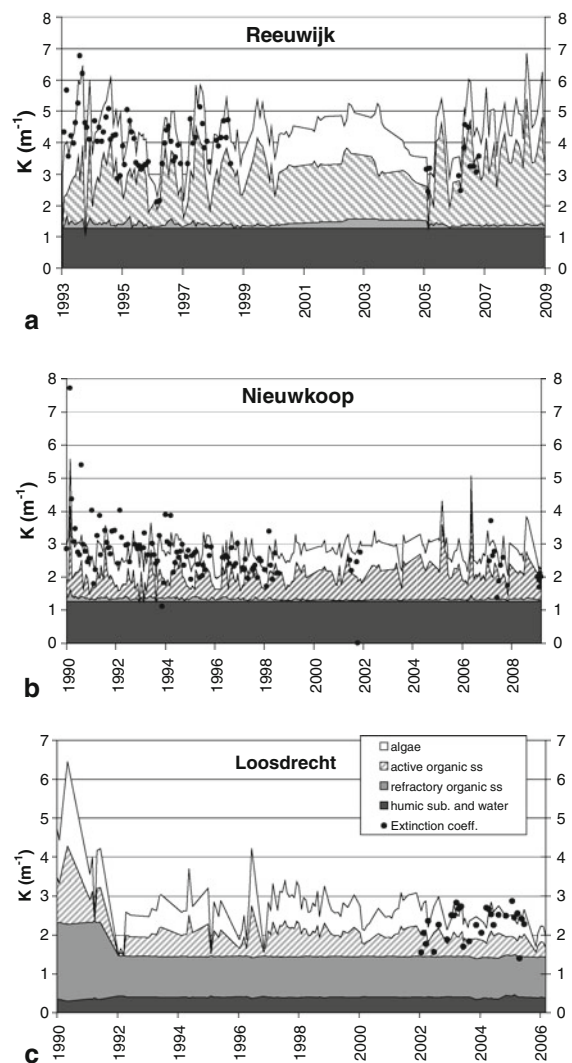 Reeuwijk
K (m⁻¹)
8 7 6 5 4 3 2 1 0
8 7 6 5 4 3 2 1 0
1993 1995 1997 1999 2001 2003 2005 2007 2009
a
Nieuwkoop
K (m⁻¹)
8 7 6 5 4 3 2 1 0
8 7 6 5 4 3 2 1 0
1990 1992 1994 1996 1998 2000 2002 2004 2006 2008
b
Loosdrecht
K (m⁻¹)
7 6 5 4 3 2 1 0
7 6 5 4 3 2 1 0
algae
active organic ss
refractory organic ss
humic sub. and water
Extinction coeff.
1990 1992 1994 1996 1998 2000 2002 2004 2006
c